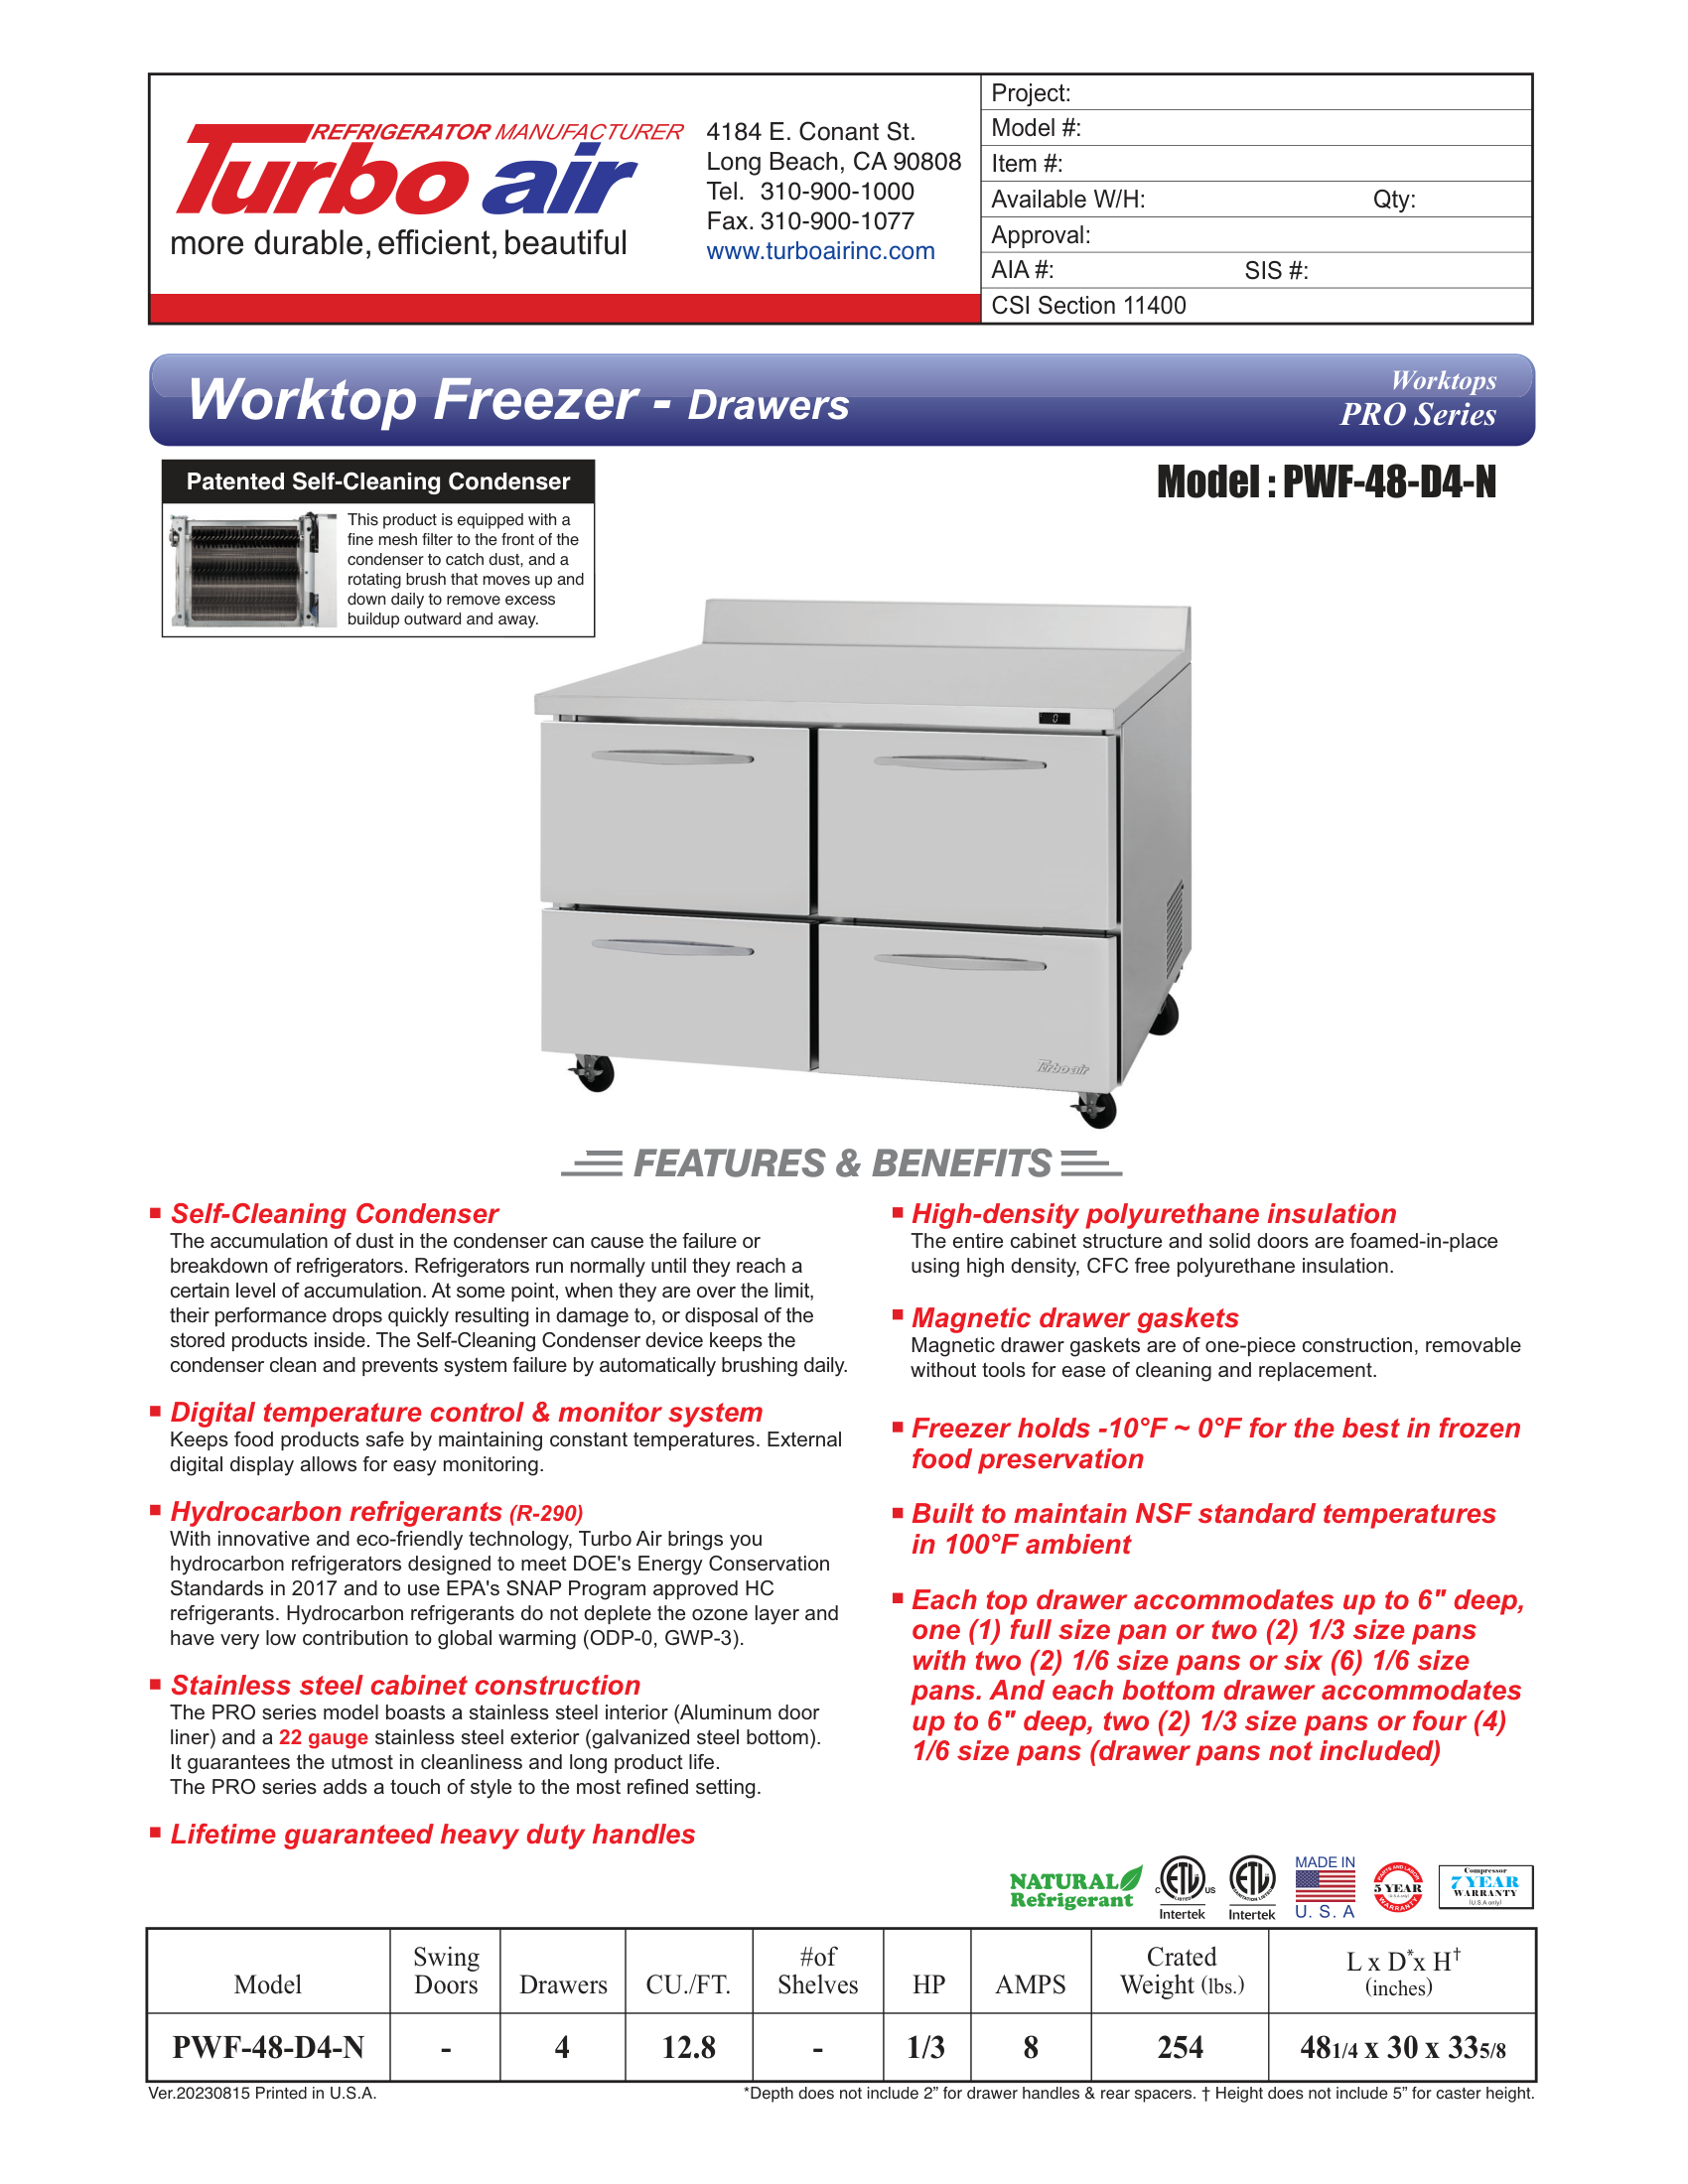 REFRIGERATOR MANUFACTURER
Turbo air
more durable, efficient, beautiful
4184 E. Conant St.
Long Beach, CA 90808
Tel. 310-900-1000
Fax. 310-900-1077
www.turboairinc.com
Project:
Model #:
Item #:
Available W/H: Qty:
Approval:
AIA #: SIS #:
CSI Section 11400
Worktop Freezer - Drawers
Worktops
PRO Series
Patented Self-Cleaning Condenser
This product is equipped with a
fine mesh filter to the front of the
condenser to catch dust, and a
rotating brush that moves up and
down daily to remove excess
buildup outward and away.
Model : PWF-48-D4-N
0
Turbo air
FEATURES & BENEFITS
Self-Cleaning Condenser
The accumulation of dust in the condenser can cause the failure or
breakdown of refrigerators. Refrigerators run normally until they reach a
certain level of accumulation. At some point, when they are over the limit,
their performance drops quickly resulting in damage to, or disposal of the
stored products inside. The Self-Cleaning Condenser device keeps the
condenser clean and prevents system failure by automatically brushing daily.
Digital temperature control & monitor system
Keeps food products safe by maintaining constant temperatures. External
digital display allows for easy monitoring.
Hydrocarbon refrigerants (R-290)
With innovative and eco-friendly technology, Turbo Air brings you
hydrocarbon refrigerators designed to meet DOE's Energy Conservation
Standards in 2017 and to use EPA's SNAP Program approved HC
refrigerants. Hydrocarbon refrigerants do not deplete the ozone layer and
have very low contribution to global warming (ODP-0, GWP-3).
Stainless steel cabinet construction
The PRO series model boasts a stainless steel interior (Aluminum door
liner) and a 22 gauge stainless steel exterior (galvanized steel bottom).
It guarantees the utmost in cleanliness and long product life.
The PRO series adds a touch of style to the most refined setting.
Lifetime guaranteed heavy duty handles
High-density polyurethane insulation
The entire cabinet structure and solid doors are foamed-in-place
using high density, CFC free polyurethane insulation.
Magnetic drawer gaskets
Magnetic drawer gaskets are of one-piece construction, removable
without tools for ease of cleaning and replacement.
Freezer holds -10°F ~ 0°F for the best in frozen
food preservation
Built to maintain NSF standard temperatures
in 100°F ambient
Each top drawer accommodates up to 6" deep,
one (1) full size pan or two (2) 1/3 size pans
with two (2) 1/6 size pans or six (6) 1/6 size
pans. And each bottom drawer accommodates
up to 6" deep, two (2) 1/3 size pans or four (4)
1/6 size pans (drawer pans not included)
NATURAL
Refrigerant
C ETL US
LISTED
Intertek
ETL
SANITATION LISTED
Intertek
MADE IN
U. S. A
PARTS AND LABOR
5 YEAR
(U.S.A only)
WARRANTY
Compressor
7 YEAR
WARRANTY
(U.S.A only)
Model Swing Doors Drawers CU./FT. #of Shelves HP AMPS Crated Weight (lbs.) L x D* x H† (inches)
PWF-48-D4-N - 4 12.8 - 1/3 8 254 48 1/4 x 30 x 33 5/8
Ver.20230815 Printed in U.S.A.
*Depth does not include 2” for drawer handles & rear spacers. † Height does not include 5” for caster height.